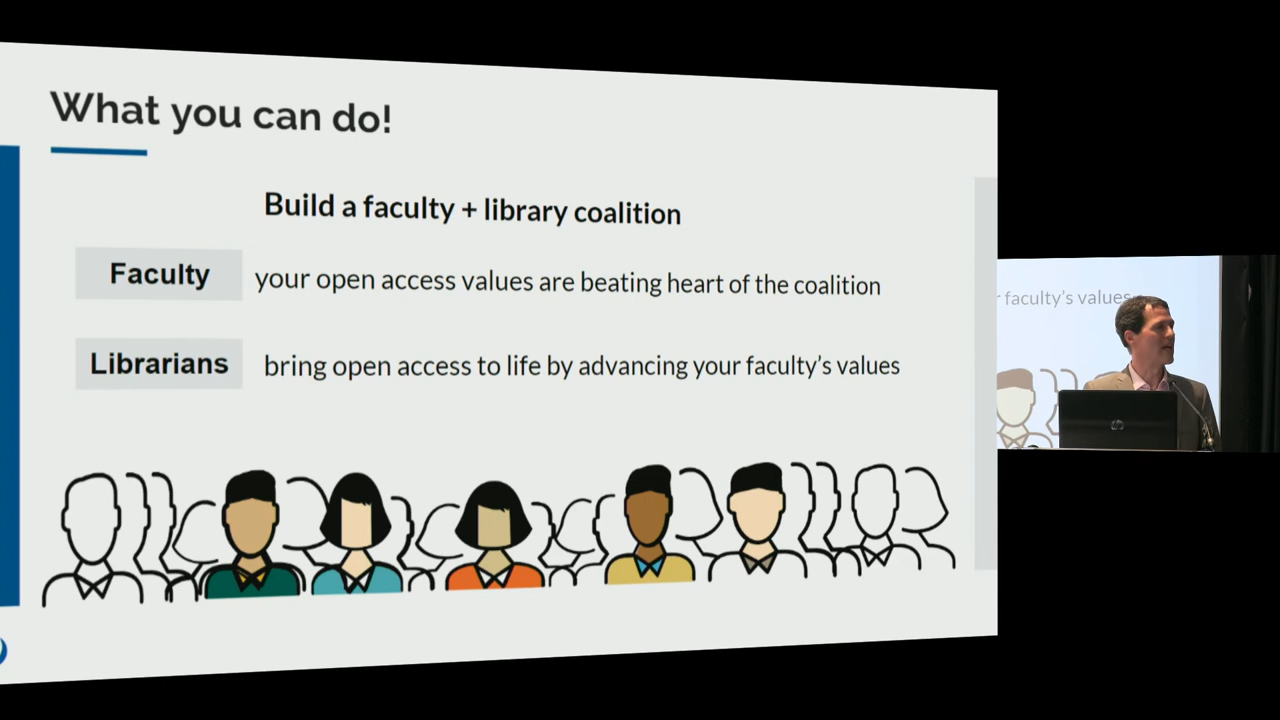 What you can do!
Build a faculty + library coalition
Faculty your open access values are beating heart of the coalition
Librarians bring open access to life by advancing your faculty's values
faculty's values
hp